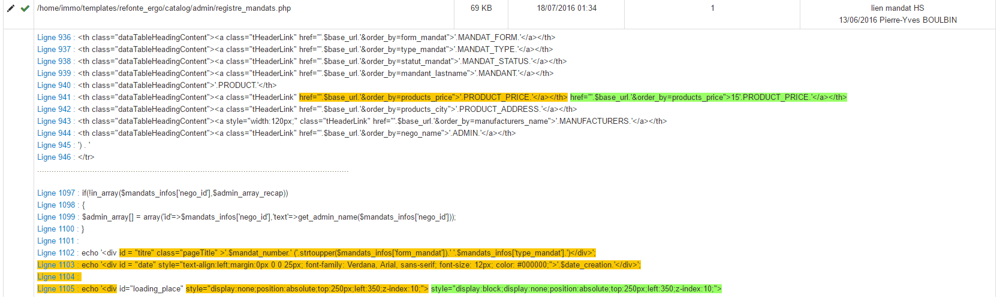 /home/immo/templates/refonte_ergo/catalog/admin/registre_mandats.php 69 KB 18/07/2016 01:34 1 lien mandat HS
13/06/2016 Pierre-Yves BOULBIN
Ligne 936 : <th class="dataTableHeadingContent"><a class="tHeaderLink" href="'.$base_url.'&order_by=form_mandat">'.MANDAT_FORM.'</a></th>
Ligne 937 : <th class="dataTableHeadingContent"><a class="tHeaderLink" href="'.$base_url.'&order_by=type_mandat">'.MANDAT_TYPE.'</a></th>
Ligne 938 : <th class="dataTableHeadingContent"><a class="tHeaderLink" href="'.$base_url.'&order_by=statut_mandat">'.MANDAT_STATUS.'</a></th>
Ligne 939 : <th class="dataTableHeadingContent"><a class="tHeaderLink" href="'.$base_url.'&order_by=mandant_lastname">'.MANDANT.'</a></th>
Ligne 940 : <th class="dataTableHeadingContent">'.PRODUCT.'</th>
Ligne 941 : <th class="dataTableHeadingContent"><a class="tHeaderLink" href="'.$base_url.'&order_by=products_price">'.PRODUCT_PRICE.'</a></th> href="'.$base_url.'&order_by=products_price">15'.PRODUCT_PRICE.'</a></th>
Ligne 942 : <th class="dataTableHeadingContent"><a class="tHeaderLink" href="'.$base_url.'&order_by=products_city">'.PRODUCT_ADDRESS.'</a></th>
Ligne 943 : <th class="dataTableHeadingContent"><a style="width:120px;" class="tHeaderLink" href="'.$base_url.'&order_by=manufacturers_name">'.MANUFACTURERS.'</a></th>
Ligne 944 : <th class="dataTableHeadingContent"><a class="tHeaderLink" href="'.$base_url.'&order_by=nego_name">'.ADMIN.'</a></th>
Ligne 945 : ') . '
Ligne 946 : </tr>
Ligne 1097 : if(!in_array($mandats_infos['nego_id'],$admin_array_recap))
Ligne 1098 : {
Ligne 1099 : $admin_array[] = array('id'=>$mandats_infos['nego_id'],'text'=>get_admin_name($mandats_infos['nego_id']));
Ligne 1100 : }
Ligne 1101 :
Ligne 1102 : echo '<div id = "titre" class="pageTitle" >'.$mandat_number.' ('.strtoupper($mandats_infos['form_mandat']).' '.$mandats_infos['type_mandat'].')</div>';
Ligne 1103 : echo '<div id = "date" style="text-align:left;margin:0px 0 0 25px; font-family: Verdana, Arial, sans-serif; font-size: 12px; color: #000000;">'.$date_creation.'</div>';
Ligne 1104 :
Ligne 1105 : echo '<div id="loading_place" style="display:none;position:absolute;top:250px;left:350;z-index:10;"> style="display:block;display:none;position:absolute;top:250px;left:350;z-index:10;">